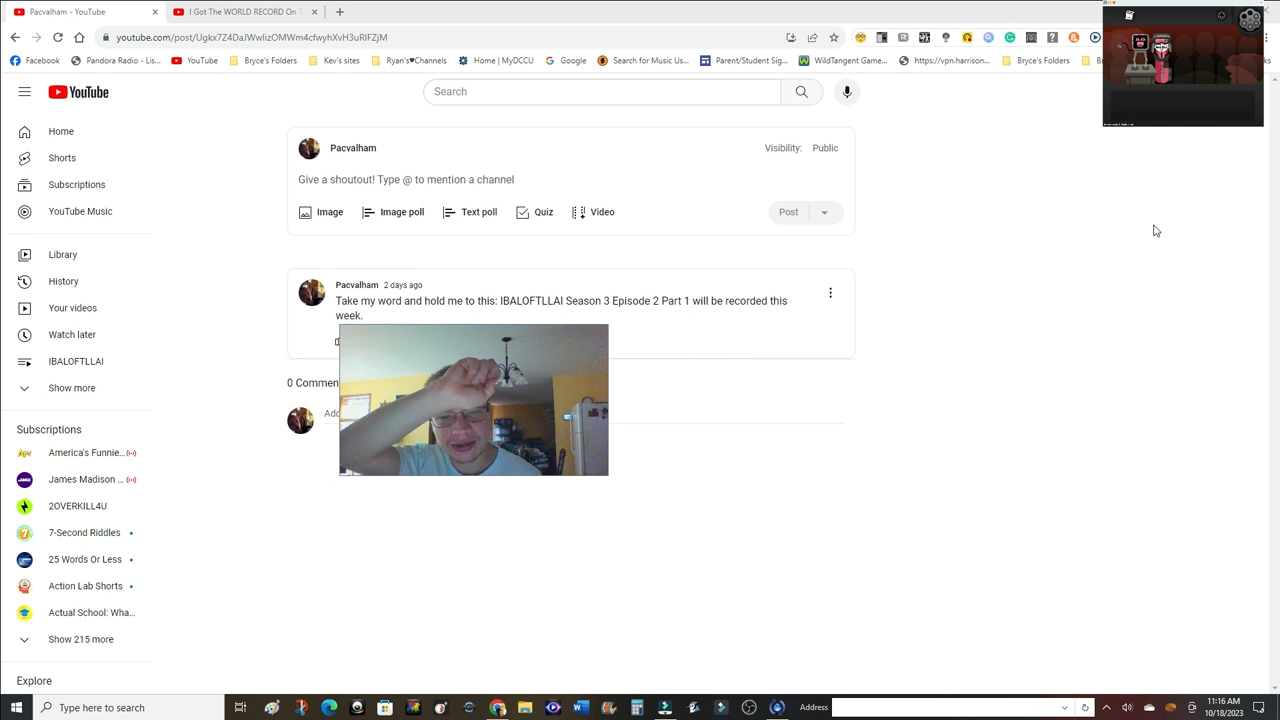 Pacvalham - YouTube
I Got The WORLD RECORD On
youtube.com/post/Ugkx7Z4DaJWwlizOMWm4cfwyhXvH3uRIFZjM
Facebook
Pandora Radio - Lis...
YouTube
Bryce's Folders
Kev's sites
Ryan's♥Channels
Home | MyDCCU
Google
Search for Music Us...
Parent/Student Sig...
WildTangent Game...
https://vpn.harrison...
Bryce's Folders
YouTube
Search
Home
Shorts
Subscriptions
YouTube Music
Library
History
Your videos
Watch later
IBALOFTLLAI
Show more
Subscriptions
America's Funnie...
James Madison ...
2OVERKILL4U
7-Second Riddles
25 Words Or Less
Action Lab Shorts
Actual School: Wha...
Show 215 more
Explore
Pacvalham
Visibility: Public
Give a shoutout! Type @ to mention a channel
Image
Image poll
Text poll
Quiz
Video
Post
Pacvalham 2 days ago
Take my word and hold me to this: IBALOFTLLAI Season 3 Episode 2 Part 1 will be recorded this
week.
0 Commen
Add
Type here to search
Address
11:16 AM
10/18/2023